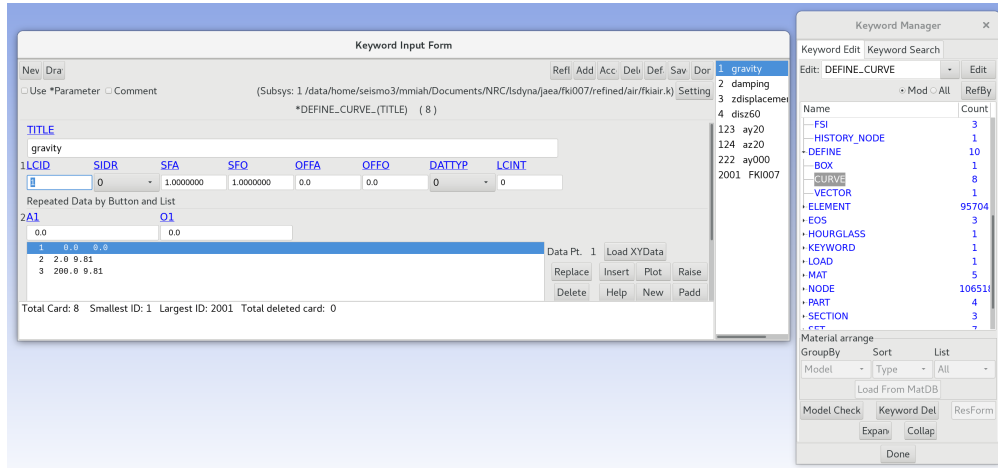 Keyword Input Form
Nev Dra Refl Add Acc Del Def Sav Dor
Use *Parameter Comment (Subsys: 1 /data/home/seismo3/mmiah/Documents/NRC/lsdyna/jaea/fki007/refined/air/fkiair.k) Setting
*DEFINE_CURVE_(TITLE) ( 8 )
TITLE
gravity
1 LCID SIDR SFA SFO OFFA OFFO DATTYP LCINT
1 0 1.0000000 1.0000000 0.0 0.0 0 0
Repeated Data by Button and List
2 A1 O1
0.0 0.0
1 0.0 0.0
2 2.0 9.81
3 200.0 9.81
Data Pt. 1 Load XYData
Replace Insert Plot Raise
Delete Help New Padd
Total Card: 8 Smallest ID: 1 Largest ID: 2001 Total deleted card: 0
1 gravity
2 damping
3 zdisplacemer
4 disz60
123 ay20
124 az20
222 ay000
2001 FKI007
Keyword Manager ×
Keyword Edit Keyword Search
Edit: DEFINE_CURVE Edit
Mod All RefBy
Name Count
FSI 3
HISTORY_NODE 1
DEFINE 10
BOX 1
CURVE 8
VECTOR 1
ELEMENT 95704
EOS 3
HOURGLASS 1
KEYWORD 1
LOAD 1
MAT 5
NODE 106518
PART 4
SECTION 3
SET 7
Material arrange
GroupBy Sort List
Model Type All
Load From MatDB
Model Check Keyword Del ResForm
Expan Collap
Done